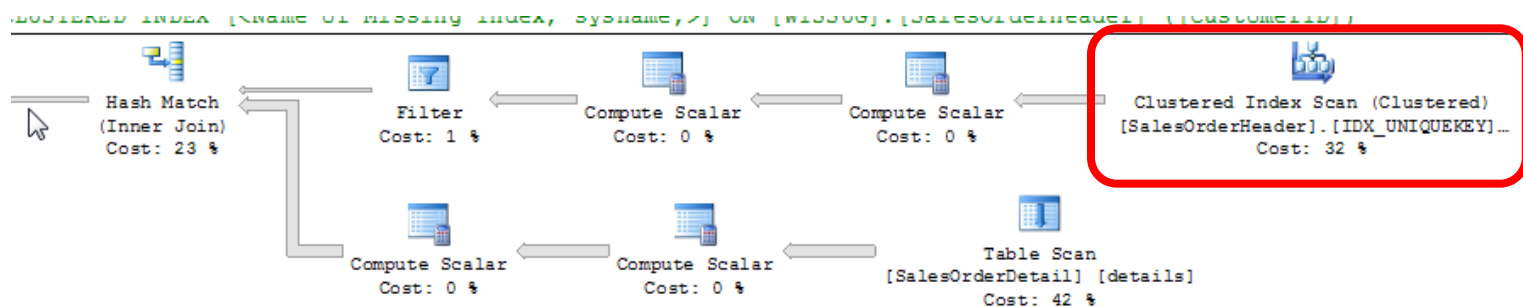 CLUSTERED INDEX [<Name of Missing Index, sysname,>] ON [WISSUG].[SalesOrderHeader] ([CustomerID])
Hash Match
(Inner Join)
Cost: 23 %
Filter
Cost: 1 %
Compute Scalar
Cost: 0 %
Compute Scalar
Cost: 0 %
Clustered Index Scan (Clustered)
[SalesOrderHeader].[IDX_UNIQUEKEY]…
Cost: 32 %
Compute Scalar
Cost: 0 %
Compute Scalar
Cost: 0 %
Table Scan
[SalesOrderDetail] [details]
Cost: 42 %